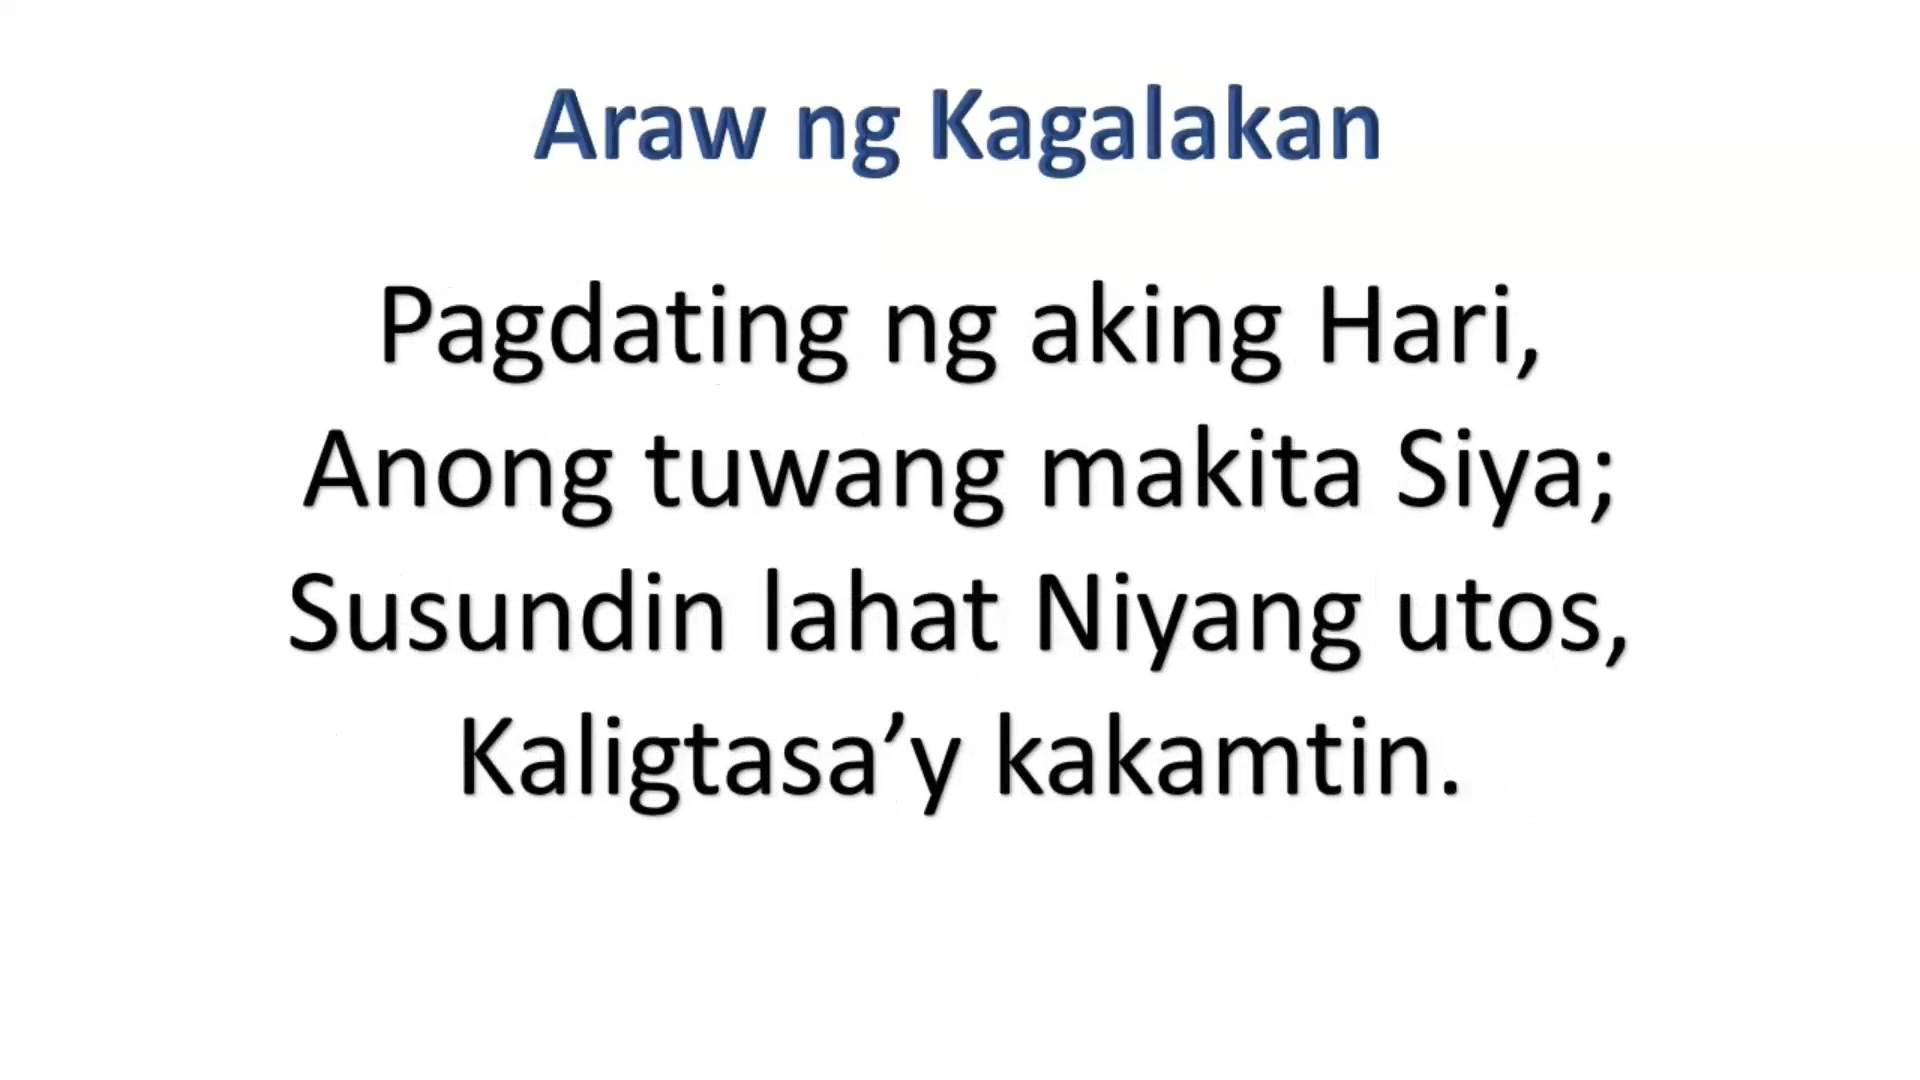 Araw ng Kagalakan
Pagdating ng aking Hari,
Anong tuwang makita Siya;
Susundin lahat Niyang utos,
Kaligtasa’y kakamtin.